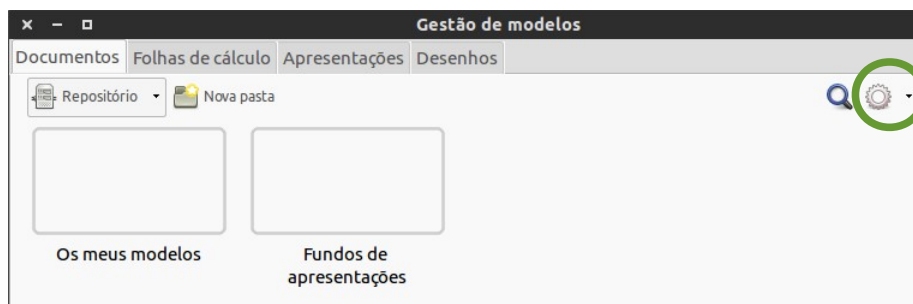 Gestão de modelos
Documentos Folhas de cálculo Apresentações Desenhos
Repositório Nova pasta
Os meus modelos
Fundos de
apresentações